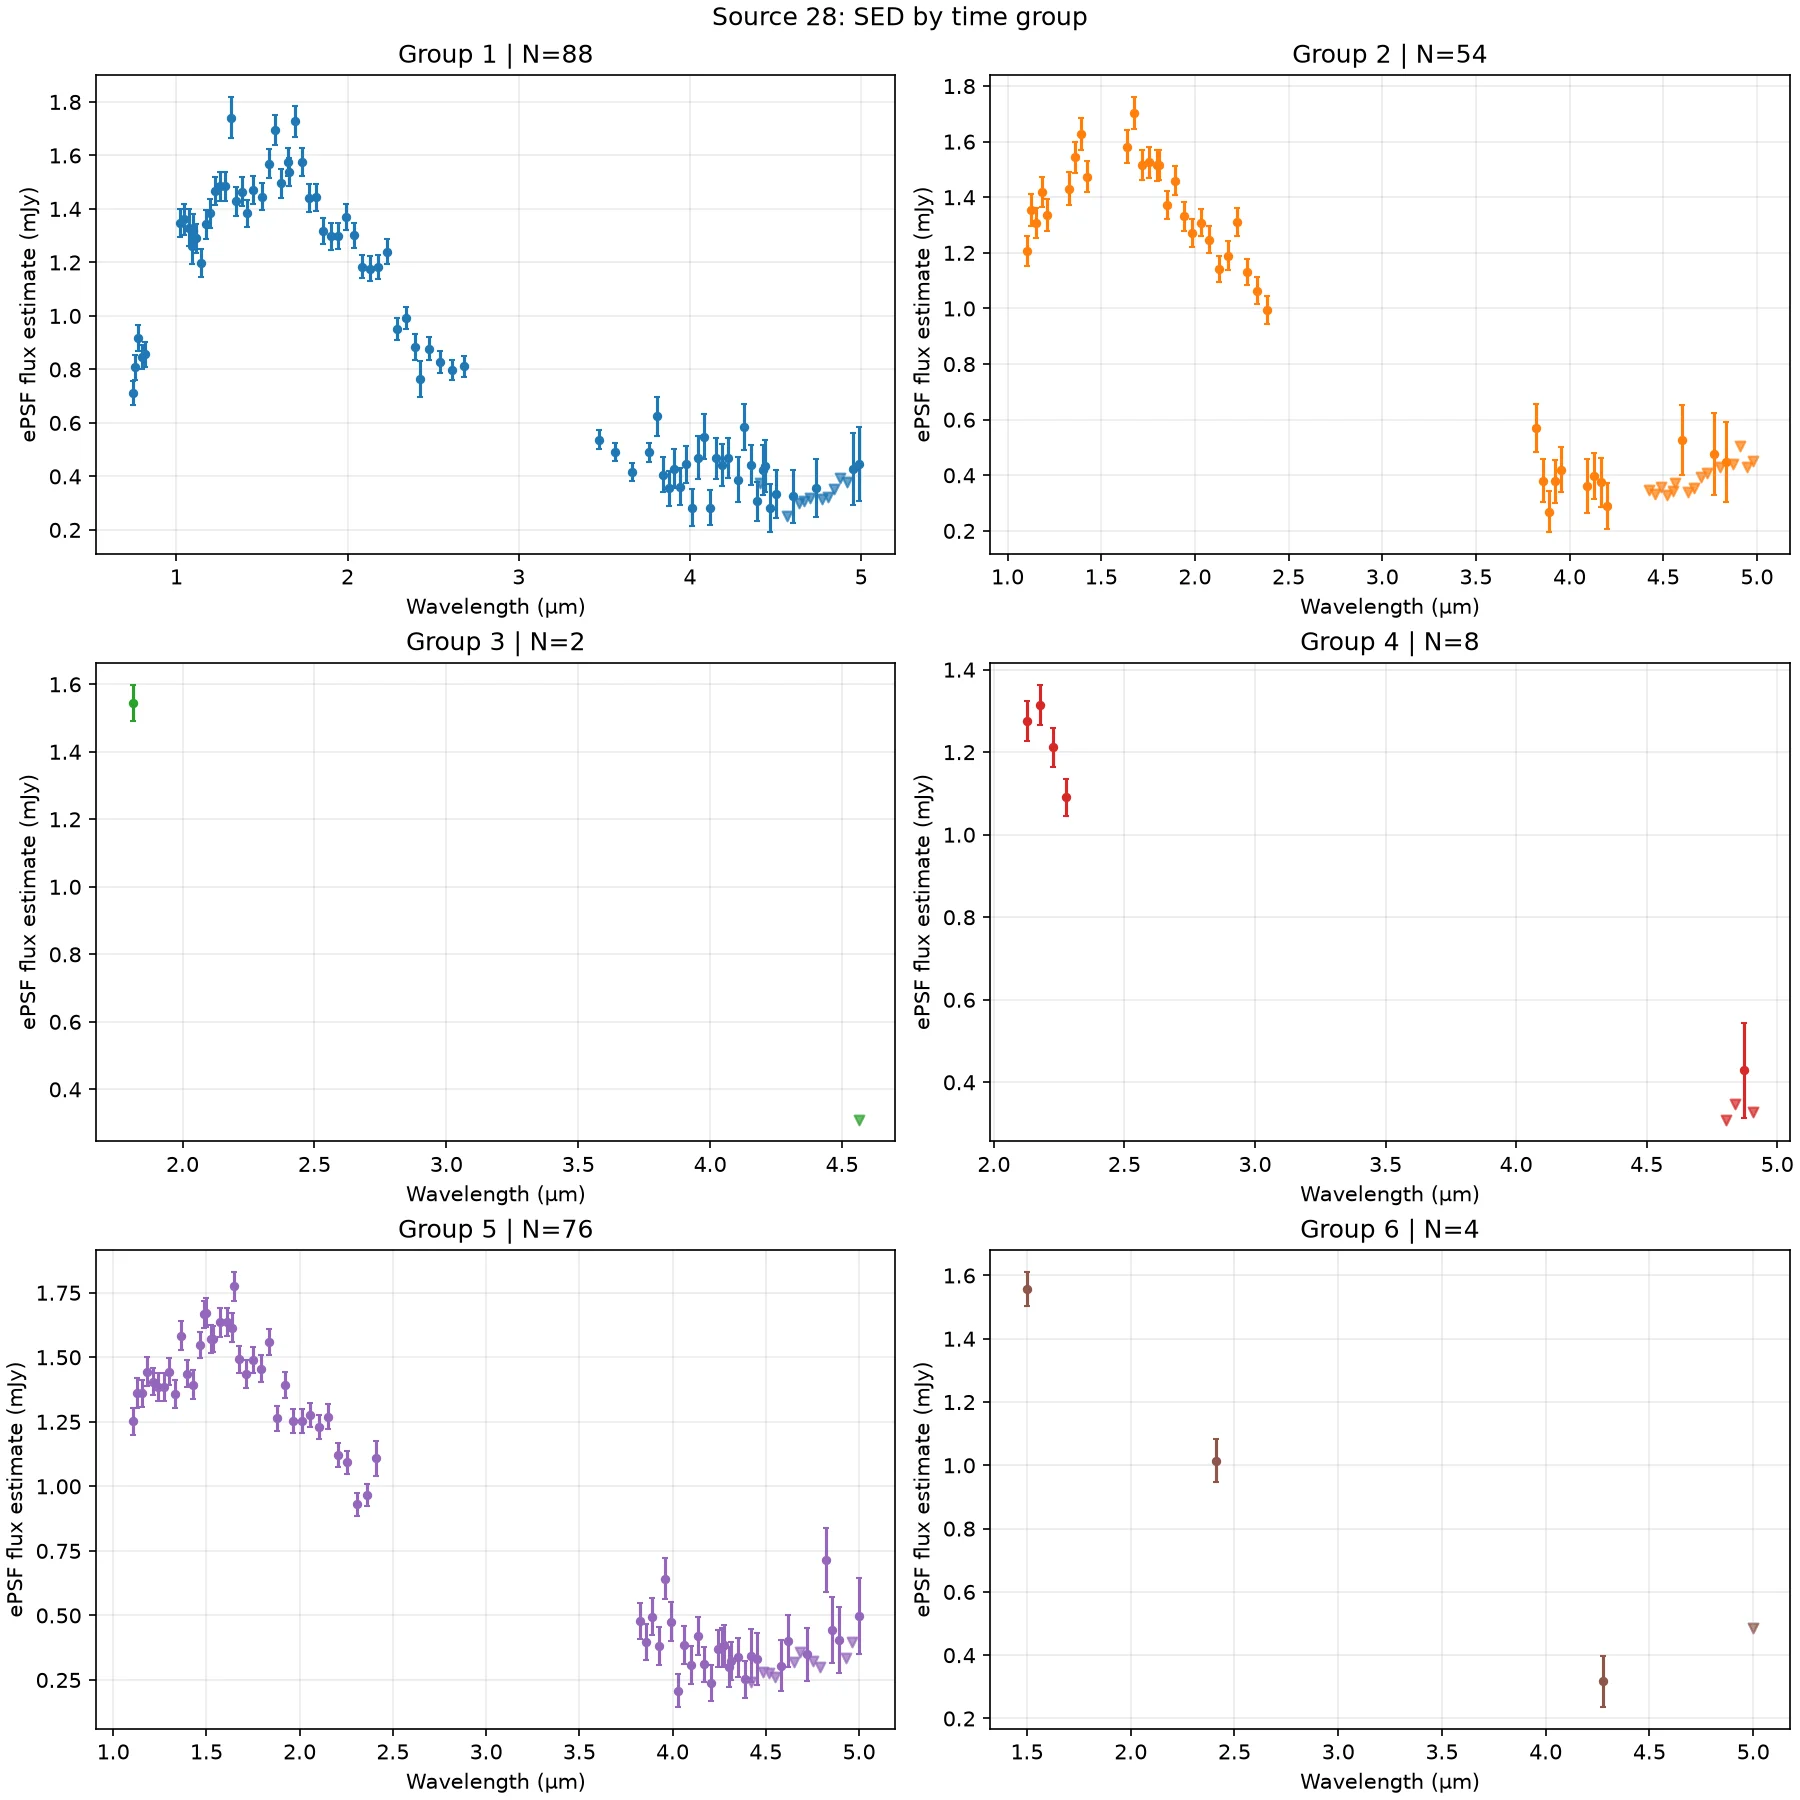 Source 28: SED by time group
Group 1 | N=88
ePSF flux estimate (mJy)
1.8
1.6
1.4
1.2
1.0
0.8
0.6
0.4
0.2
1 2 3 4 5
Wavelength (μm)
Group 2 | N=54
ePSF flux estimate (mJy)
1.8
1.6
1.4
1.2
1.0
0.8
0.6
0.4
0.2
1.0 1.5 2.0 2.5 3.0 3.5 4.0 4.5 5.0
Wavelength (μm)
Group 3 | N=2
ePSF flux estimate (mJy)
1.6
1.4
1.2
1.0
0.8
0.6
0.4
2.0 2.5 3.0 3.5 4.0 4.5
Wavelength (μm)
Group 4 | N=8
ePSF flux estimate (mJy)
1.4
1.2
1.0
0.8
0.6
0.4
2.0 2.5 3.0 3.5 4.0 4.5 5.0
Wavelength (μm)
Group 5 | N=76
ePSF flux estimate (mJy)
1.75
1.50
1.25
1.00
0.75
0.50
0.25
1.0 1.5 2.0 2.5 3.0 3.5 4.0 4.5 5.0
Wavelength (μm)
Group 6 | N=4
ePSF flux estimate (mJy)
1.6
1.4
1.2
1.0
0.8
0.6
0.4
0.2
1.5 2.0 2.5 3.0 3.5 4.0 4.5 5.0
Wavelength (μm)